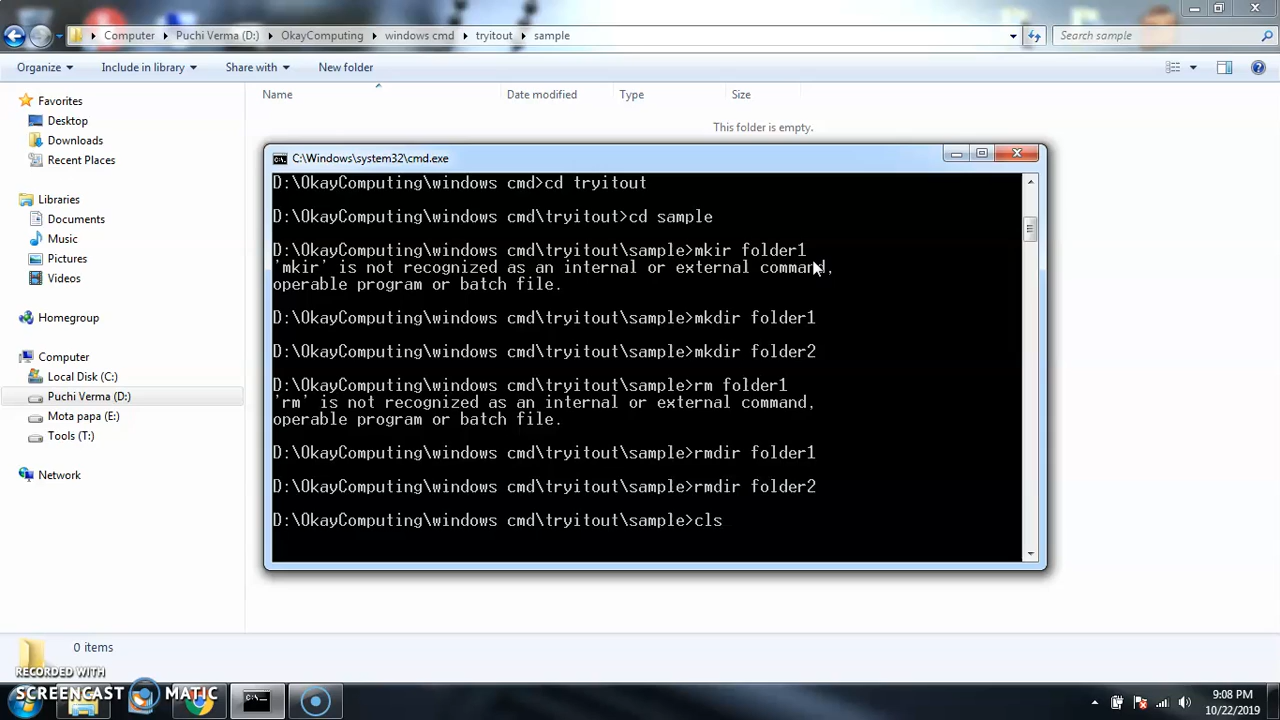 Computer Puchi Verma (D:) OkayComputing windows cmd tryitout sample Search sample
Organize Include in library Share with New folder
Name Date modified Type Size
This folder is empty.
Favorites
Desktop
Downloads
Recent Places
Libraries
Documents
Music
Pictures
Videos
Homegroup
Computer
Local Disk (C:)
Puchi Verma (D:)
Mota papa (E:)
Tools (T:)
Network
C:\Windows\system32\cmd.exe
D:\OkayComputing\windows cmd>cd tryitout
D:\OkayComputing\windows cmd\tryitout>cd sample
D:\OkayComputing\windows cmd\tryitout\sample>mkir folder1
'mkir' is not recognized as an internal or external command,
operable program or batch file.
D:\OkayComputing\windows cmd\tryitout\sample>mkdir folder1
D:\OkayComputing\windows cmd\tryitout\sample>mkdir folder2
D:\OkayComputing\windows cmd\tryitout\sample>rm folder1
'rm' is not recognized as an internal or external command,
operable program or batch file.
D:\OkayComputing\windows cmd\tryitout\sample>rmdir folder1
D:\OkayComputing\windows cmd\tryitout\sample>rmdir folder2
D:\OkayComputing\windows cmd\tryitout\sample>cls
0 items
RECORDED WITH
SCREENCAST MATIC
9:08 PM
10/22/2019